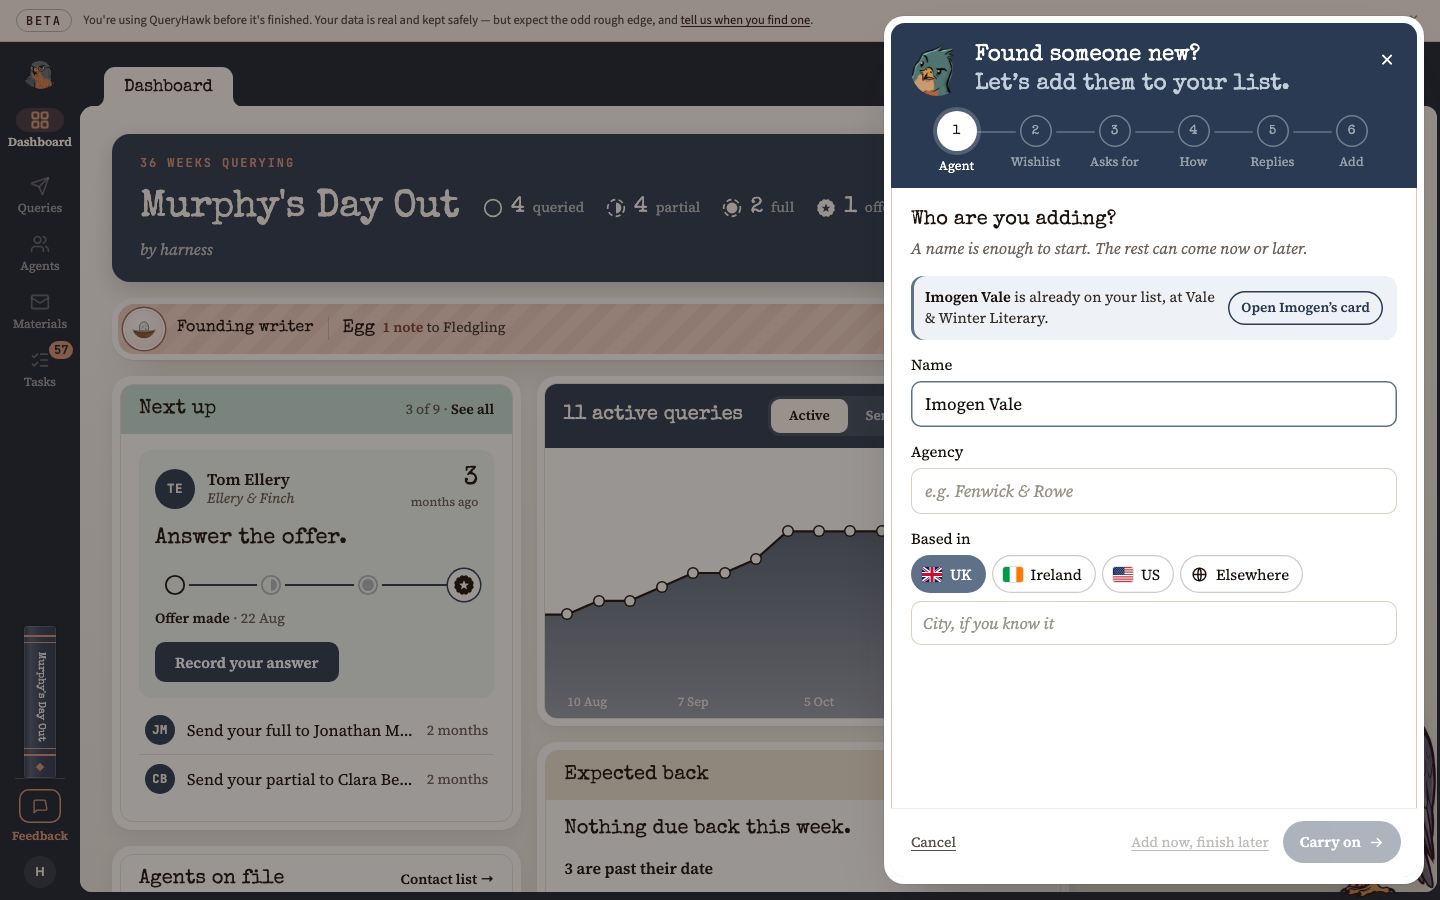 BETA
You're using QueryHawk before it's finished. Your data is real and kept safely — but expect the odd rough edge, and tell us when you find one.
Dashboard
Queries
Agents
Materials
57
Tasks
Murphy's Day Out
Feedback
H
Dashboard
36 WEEKS QUERYING
Murphy's Day Out
4 queried
4 partial
2 full
1
by harness
Founding writer
Egg 1 note to Fledgling
Next up
3 of 9 · See all
TE
Tom Ellery
Ellery & Finch
3
months ago
Answer the offer.
Offer made · 22 Aug
Record your answer
JM Send your full to Jonathan M... 2 months
CB Send your partial to Clara Be... 2 months
Agents on file
Contact list →
11 active queries
Active
10 Aug 7 Sep 5 Oct
Expected back
Nothing due back this week.
3 are past their date
Found someone new?
Let's add them to your list.
1 2 3 4 5 6
Agent Wishlist Asks for How Replies Add
Who are you adding?
A name is enough to start. The rest can come now or later.
Imogen Vale is already on your list, at Vale
& Winter Literary.
Open Imogen's card
Name
Imogen Vale
Agency
e.g. Fenwick & Rowe
Based in
UK Ireland US Elsewhere
City, if you know it
Cancel
Add now, finish later
Carry on →